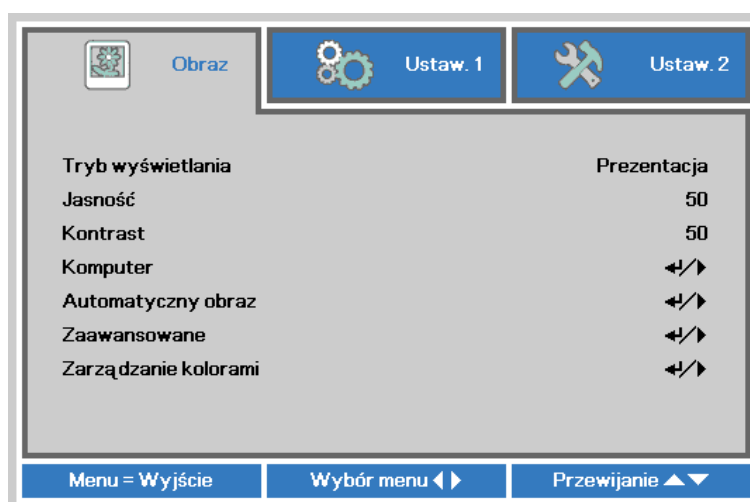 Obraz Ustaw. 1 Ustaw. 2
Tryb wyświetlania Prezentacja
Jasność 50
Kontrast 50
Komputer ↵/▶
Automatyczny obraz ↵/▶
Zaawansowane ↵/▶
Zarządzanie kolorami ↵/▶
Menu = Wyjście Wybór menu ◀▶ Przewijanie ▲▼